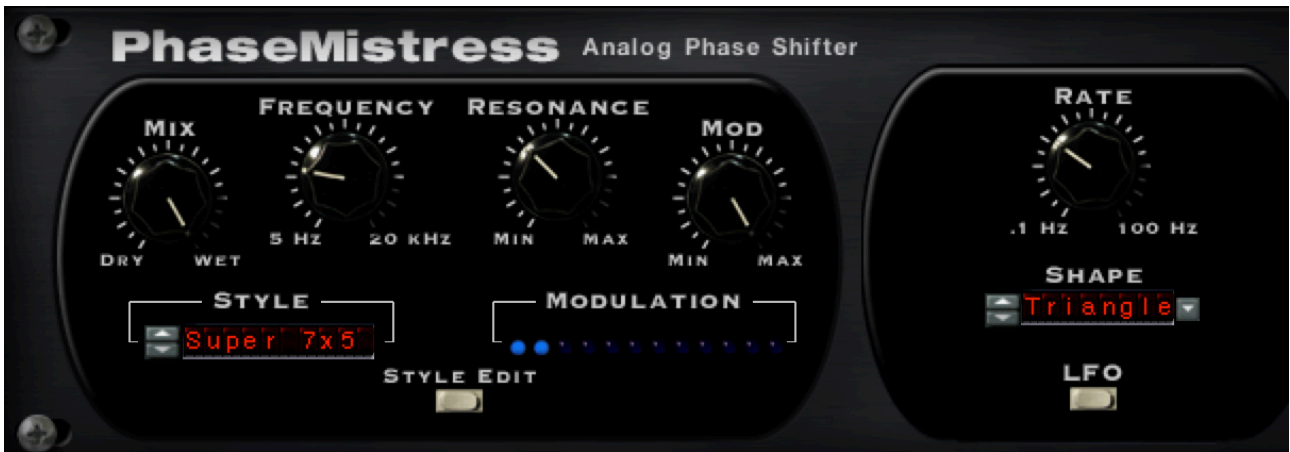 PhaseMistress Analog Phase Shifter
Mix
Dry Wet
Frequency
5 Hz 20 kHz
Resonance
Min Max
Mod
Min Max
Style
Super 7x5
Modulation
Style Edit
Rate
.1 Hz 100 Hz
Shape
Triangle
LFO